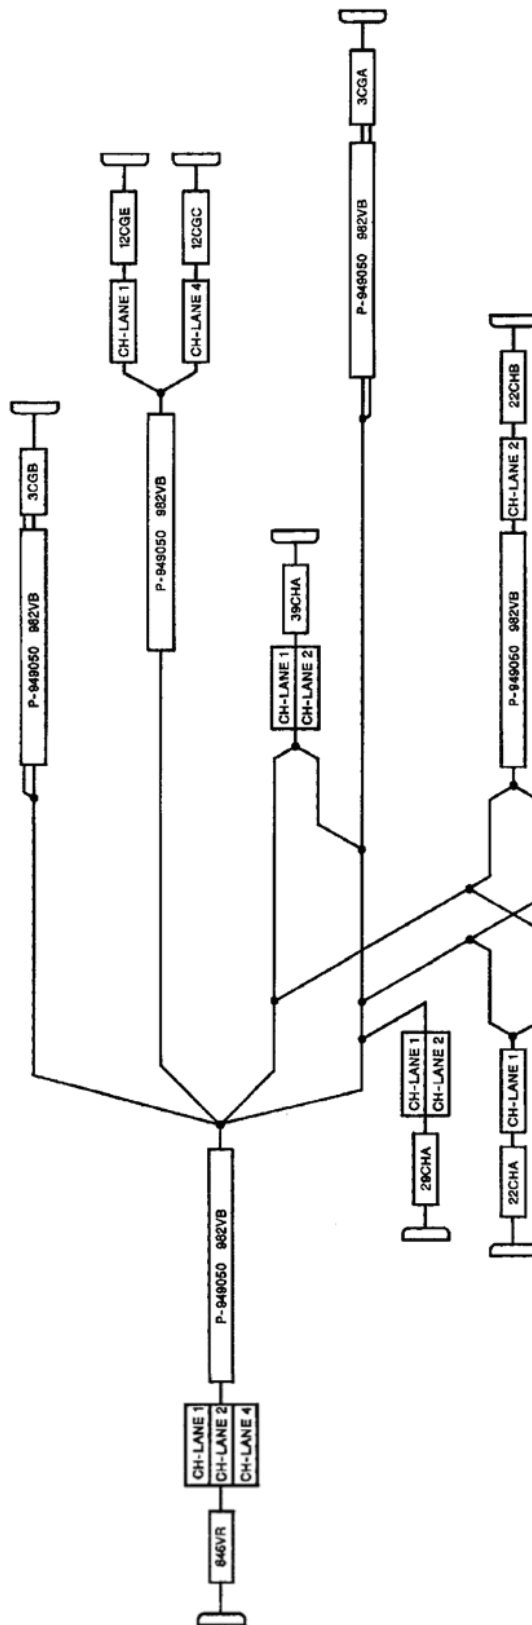 3CGA
P-949050 982VB
12CGE
12CGC
CH-LANE 1
CH-LANE 4
22CHB
CH-LANE 2
3CGB
P-949050 982VB
P-949050 982VB
39CHA
CH-LANE 1
CH-LANE 2
P-949050 982VB
CH-LANE 1
CH-LANE 2
29CHA
CH-LANE 1
22CHA
P-949050 982VB
CH-LANE 1
CH-LANE 2
CH-LANE 4
846VR